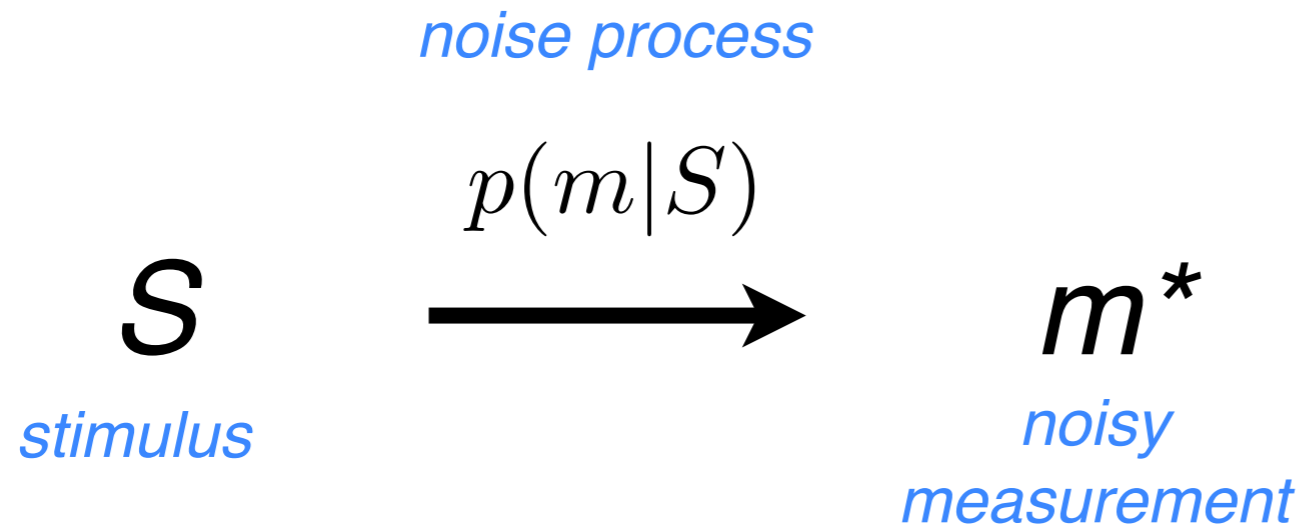 noise process
p(m|S)
S
m*
stimulus
noisy
measurement